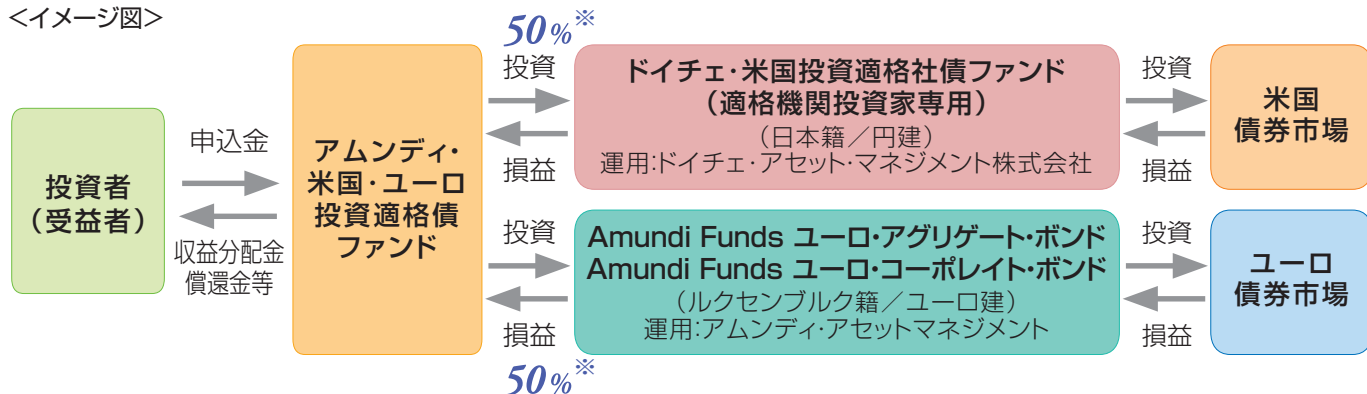 ＜イメージ図＞
投資者
（受益者）
申込金
収益分配金
償還金等
アムンディ・
米国・ユーロ
投資適格債
ファンド
50%※
投資
損益
ドイチェ・米国投資適格社債ファンド
（適格機関投資家専用）
（日本籍／円建）
運用:ドイチェ・アセット・マネジメント株式会社
投資
損益
米国
債券市場
投資
損益
50%※
Amundi Funds ユーロ・アグリゲート・ボンド
Amundi Funds ユーロ・コーポレイト・ボンド
（ルクセンブルク籍／ユーロ建）
運用:アムンディ・アセットマネジメント
投資
損益
ユーロ
債券市場